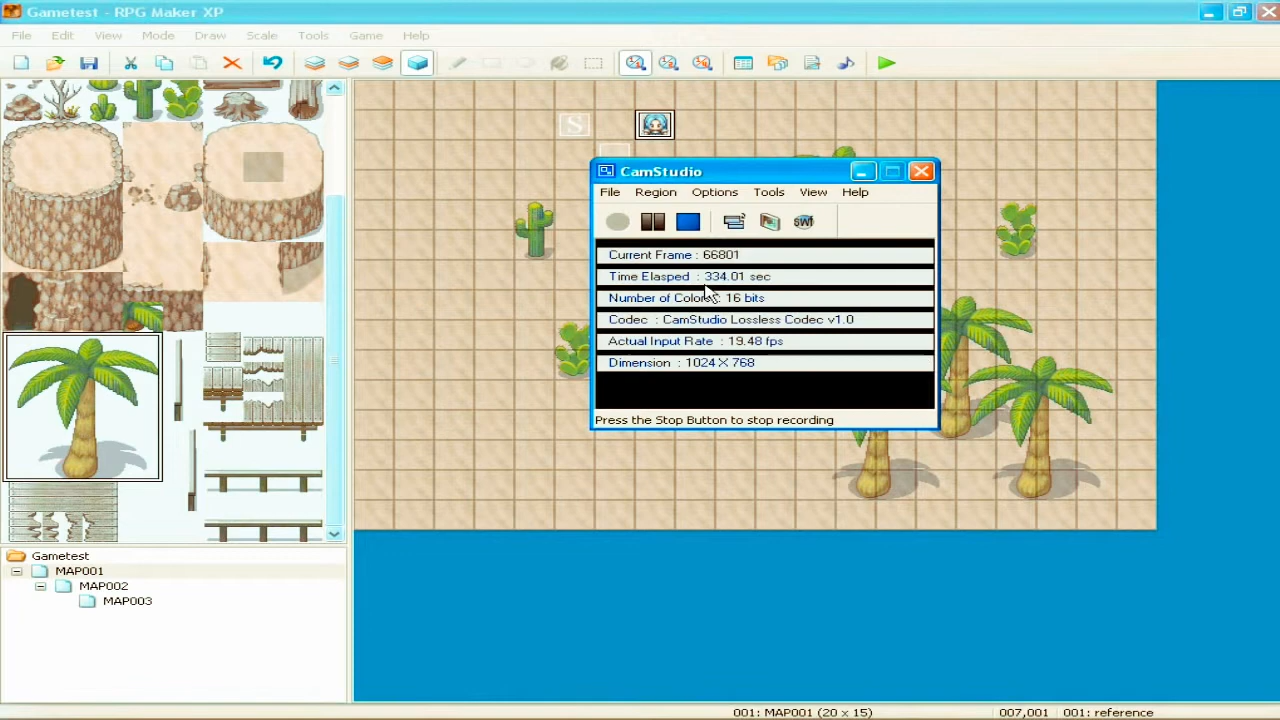 Gametest - RPG Maker XP
File Edit View Mode Draw Scale Tools Game Help
S
CamStudio
File Region Options Tools View Help
SWF
Current Frame : 66801
Time Elasped : 334.01 sec
Number of Colors : 16 bits
Codec : CamStudio Lossless Codec v1.0
Actual Input Rate : 19.48 fps
Dimension : 1024 X 768
Press the Stop Button to stop recording
Gametest
MAP001
MAP002
MAP003
001: MAP001 (20 x 15) 007,001 001: reference